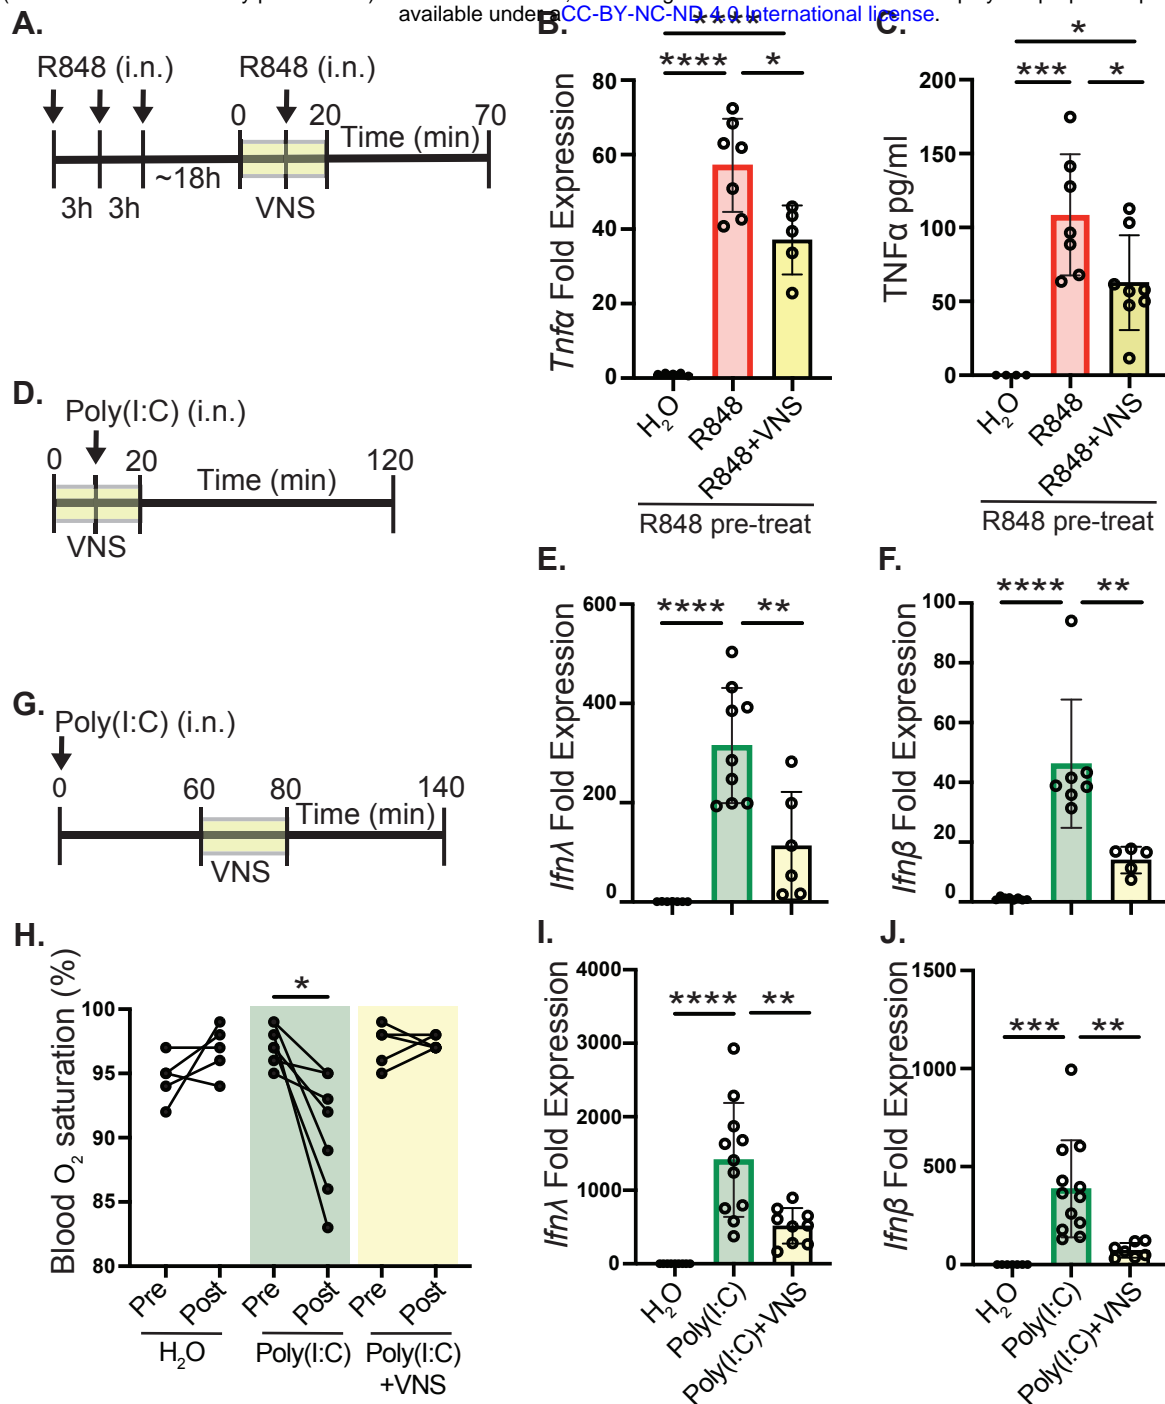 available under aCC-BY-NC-ND 4.0 International license.
A.
R848 (i.n.) R848 (i.n.)
0 20 Time (min) 70
~18h
3h 3h VNS
B.
****
**** *
Tnfα Fold Expression
80
60
40
20
0
H2O R848 R848+VNS
R848 pre-treat
C.
*
*** *
TNFα pg/ml
200
150
100
50
0
H2O R848 R848+VNS
R848 pre-treat
D.
Poly(I:C) (i.n.)
0 20 Time (min) 120
VNS
E.
**** **
Ifnλ Fold Expression
600
400
200
0
F.
**** **
Ifnβ Fold Expression
100
80
60
40
20
0
G.
Poly(I:C) (i.n.)
0 60 80 Time (min) 140
VNS
H.
*
Blood O2 saturation (%)
100
95
90
85
80
Pre Post Pre Post Pre Post
H2O Poly(I:C) Poly(I:C)
+VNS
I.
**** **
Ifnλ Fold Expression
4000
3000
2000
1000
0
H2O Poly(I:C) Poly(I:C)+VNS
J.
*** **
Ifnβ Fold Expression
1500
1000
500
0
H2O Poly(I:C) Poly(I:C)+VNS